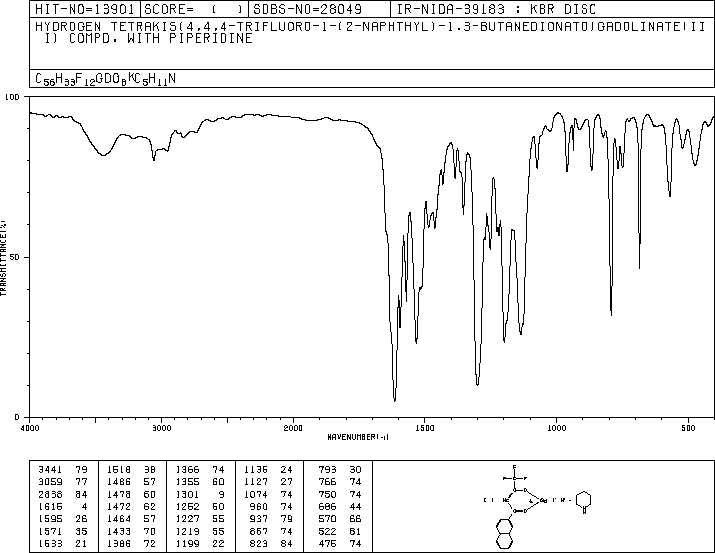 HIT-NO=13901 SCORE= ( ) SDBS-NO=28049 IR-NIDA-39183 : KBR DISC
HYDROGEN TETRAKIS(4,4,4-TRIFLUORO-1-(2-NAPHTHYL)-1,3-BUTANEDIONATO)GADOLINATE(II
I) COMPD. WITH PIPERIDINE
C56H33F12GDO8*C5H11N
100
50
0
TRANSMITTANCE(%)
4000 3000 2000 1500 1000 500
WAVENUMBER(-1)
3441 79 1518 38 1366 74 1136 24 793 30
3059 77 1486 57 1355 60 1127 27 766 74
2838 84 1478 60 1301 9 1074 74 750 74
1615 4 1472 62 1252 50 960 74 686 44
1595 26 1464 57 1227 55 937 79 570 66
1571 35 1433 70 1219 55 867 74 522 81
1533 21 1386 72 1199 22 823 84 475 74